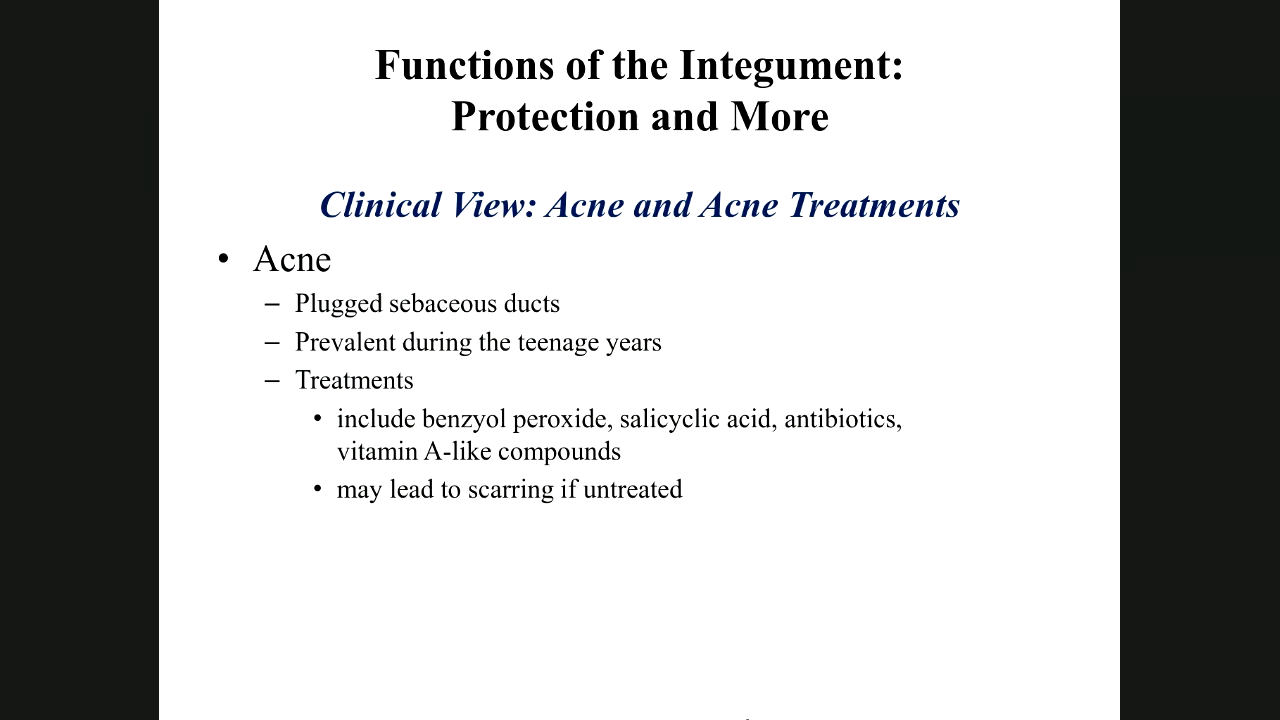 Functions of the Integument:
Protection and More
Clinical View: Acne and Acne Treatments
• Acne
– Plugged sebaceous ducts
– Prevalent during the teenage years
– Treatments
• include benzyol peroxide, salicyclic acid, antibiotics,
vitamin A-like compounds
• may lead to scarring if untreated